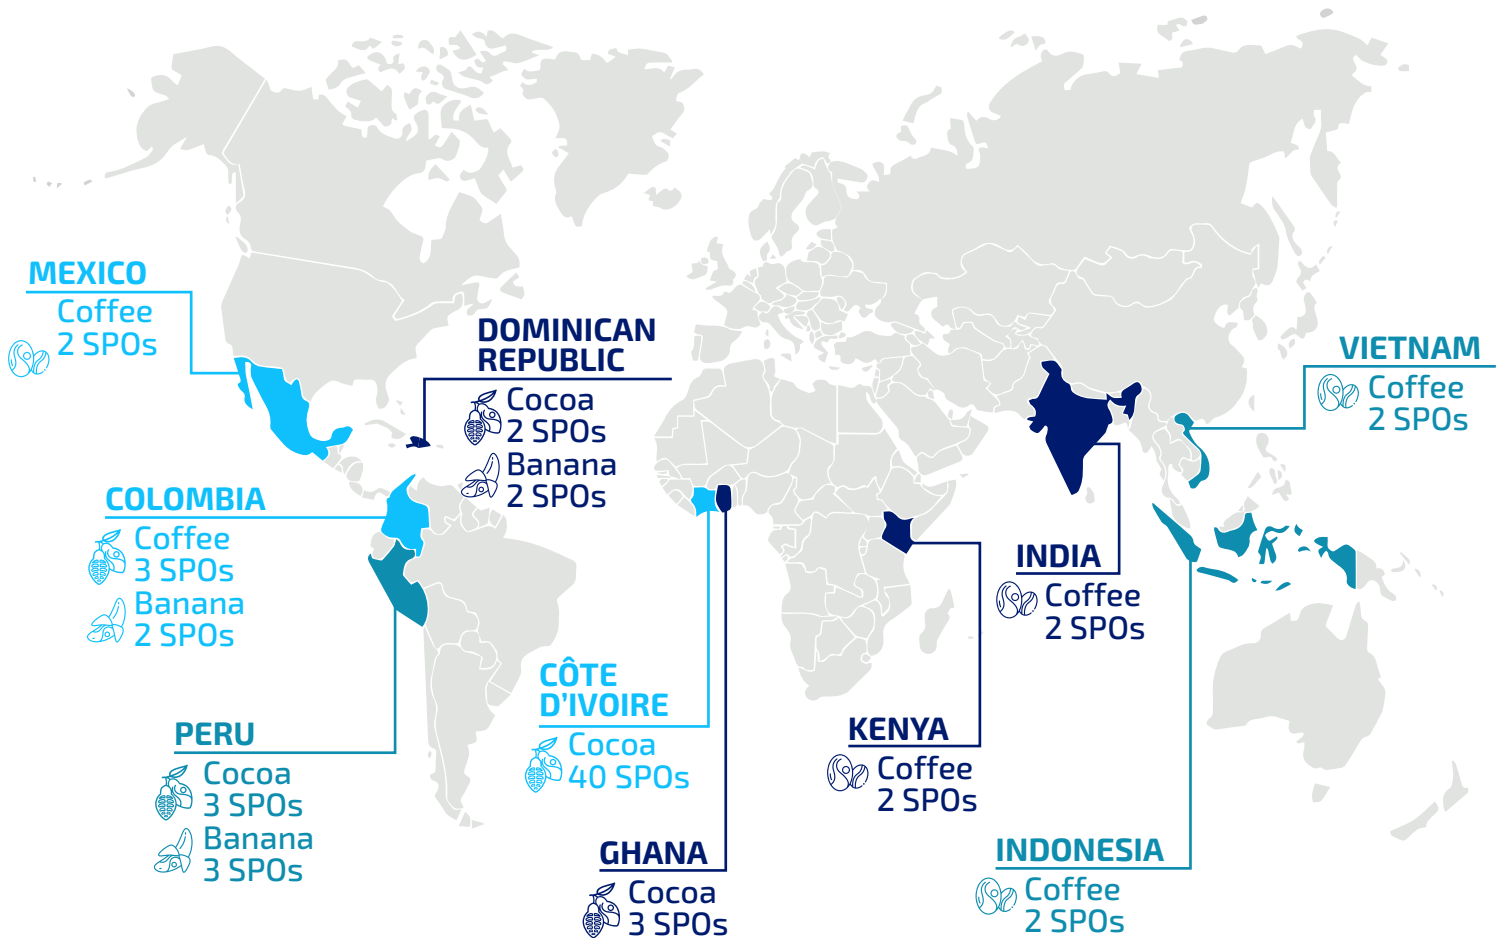 MEXICO
Coffee
2 SPOs
DOMINICAN
REPUBLIC
Cocoa
2 SPOs
Banana
2 SPOs
VIETNAM
Coffee
2 SPOs
COLOMBIA
Coffee
3 SPOs
Banana
2 SPOs
INDIA
Coffee
2 SPOs
CÔTE
D’IVOIRE
Cocoa
40 SPOs
PERU
Cocoa
3 SPOs
Banana
3 SPOs
KENYA
Coffee
2 SPOs
GHANA
Cocoa
3 SPOs
INDONESIA
Coffee
2 SPOs